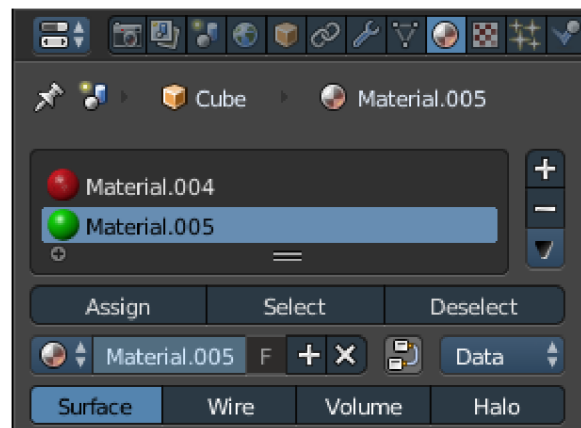 Cube Material.005
Material.004
Material.005
Assign Select Deselect
Material.005 F Data
Surface Wire Volume Halo